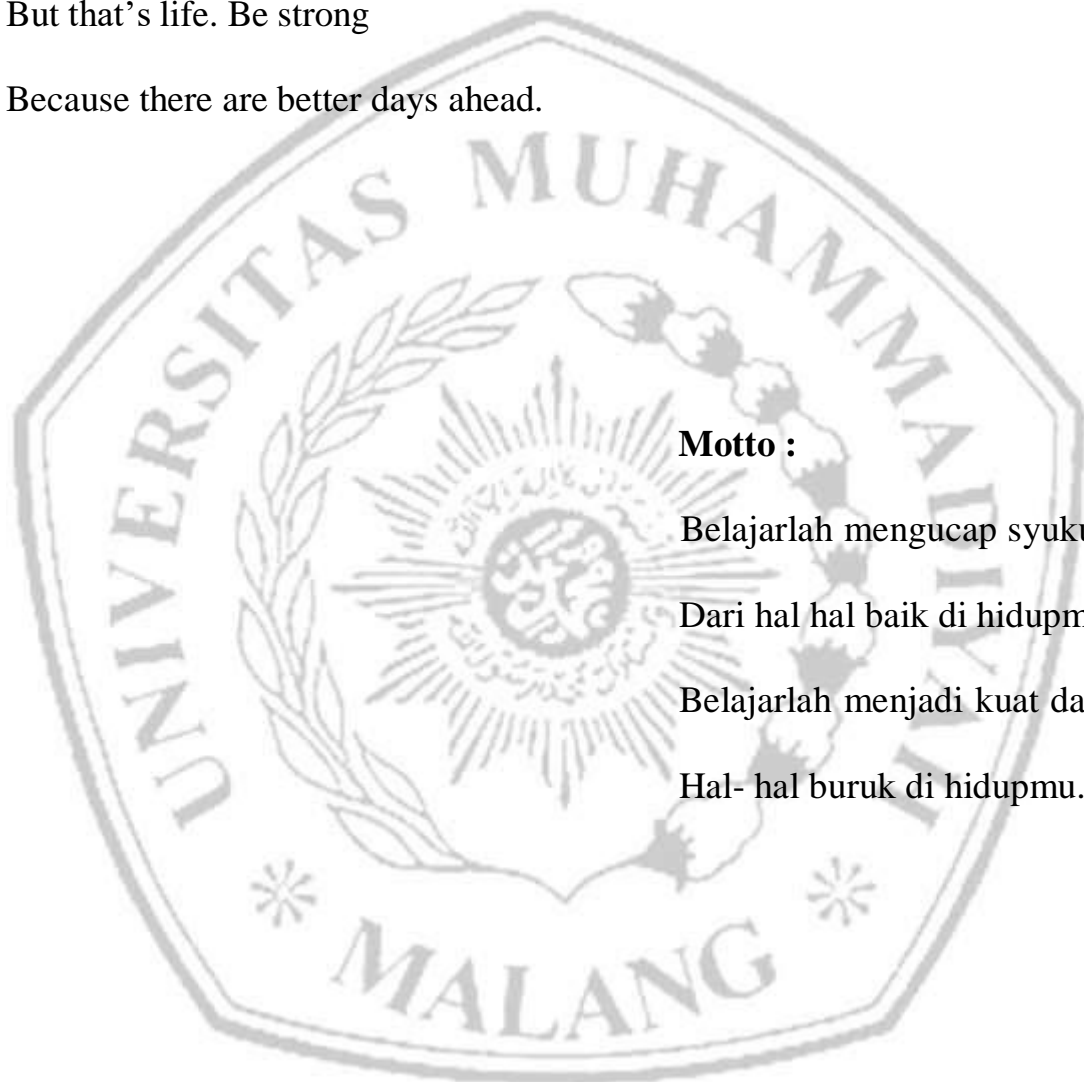 But that’s life. Be strong
Because there are better days ahead.
UNIVERSITAS MUHAMMADIYAH
Motto :
Belajarlah mengucap
Dari hal hal baik di
Belajarlah menjadi kuat
Hal- hal buruk di hidupmu.
MALANG